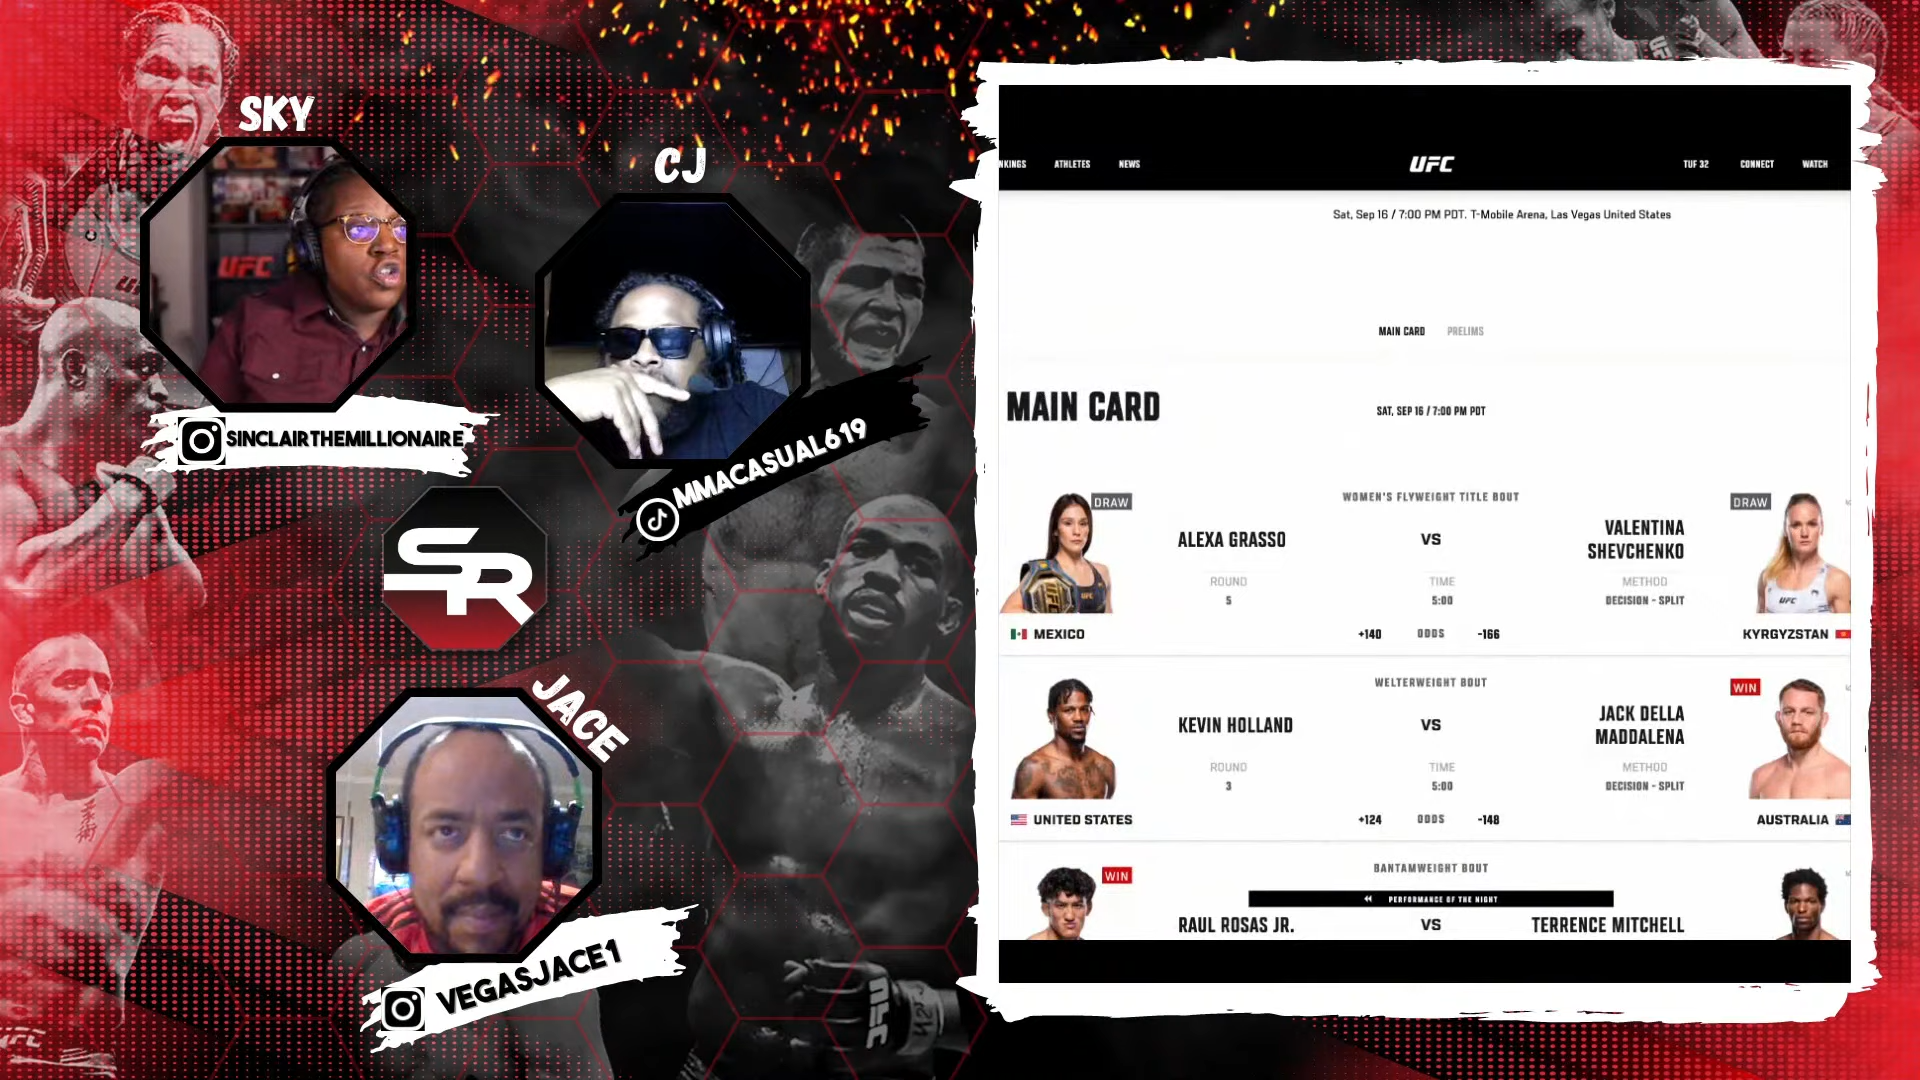 SKY
CJ
UFC
SINCLAIRTHEMILLIONAIRE
MMACASUAL619
SR
JACE
VEGASJACE1
NKINGS ATHLETES NEWS UFC TUF 32 CONNECT WATCH
Sat, Sep 16 / 7:00 PM PDT. T-Mobile Arena, Las Vegas United States
MAIN CARD PRELIMS
MAIN CARD SAT, SEP 16 / 7:00 PM PDT
WOMEN'S FLYWEIGHT TITLE BOUT
DRAW DRAW
ALEXA GRASSO VS VALENTINA
SHEVCHENKO
ROUND TIME METHOD
5 5:00 DECISION - SPLIT
MEXICO +140 ODDS -166 KYRGYZSTAN
WELTERWEIGHT BOUT
WIN
KEVIN HOLLAND VS JACK DELLA
MADDALENA
ROUND TIME METHOD
3 5:00 DECISION - SPLIT
UNITED STATES +124 ODDS -148 AUSTRALIA
BANTAMWEIGHT BOUT
WIN
PERFORMANCE OF THE NIGHT
RAUL ROSAS JR. VS TERRENCE MITCHELL